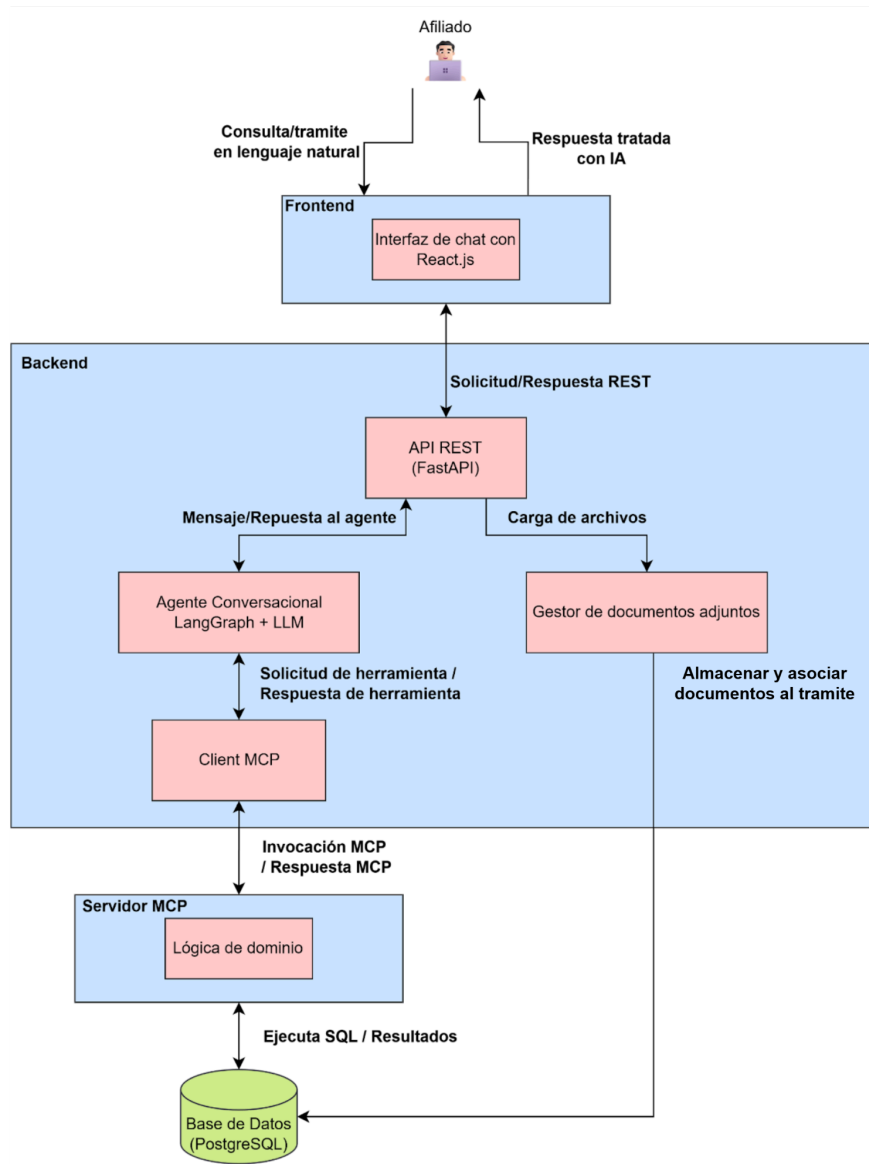 Afiliado
Consulta/tramite
en lenguaje natural
Respuesta tratada
con IA
Frontend
Interfaz de chat con
React.js
Backend
Solicitud/Respuesta REST
API REST
(FastAPI)
Mensaje/Repuesta al agente
Carga de archivos
Agente Conversacional
LangGraph + LLM
Gestor de documentos adjuntos
Solicitud de herramienta /
Respuesta de herramienta
Almacenar y asociar
documentos al tramite
Client MCP
Invocación MCP
/ Respuesta MCP
Servidor MCP
Lógica de dominio
Ejecuta SQL / Resultados
Base de Datos
(PostgreSQL)